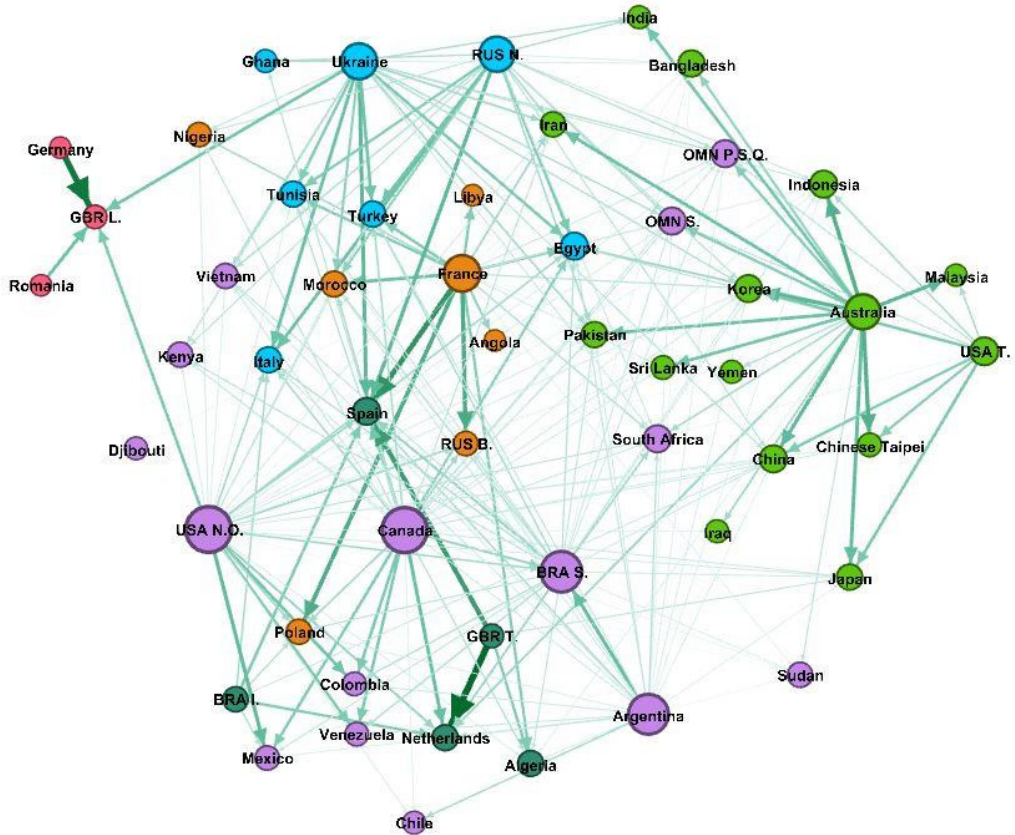 India
Ghana
Ukraine
RUS N.
Bangladesh
Nigeria
Iran
Germany
OMN P.S.Q.
Indonesia
Tunisia
Libya
GBR L.
Turkey
OMN S.
Egypt
Vietnam
Morocco
France
Korea
Malaysia
Romania
Australia
Angola
Pakistan
Kenya
Italy
Sri Lanka
Yemen
USA T.
Spain
Djibouti
RUS B.
South Africa
China
Chinese Taipei
USA N.O.
Canada
Iraq
BRA S.
Japan
Poland
GBR T.
Sudan
Colombia
BRA I.
Argentina
Venezuela
Netherlands
Mexico
Algeria
Chile